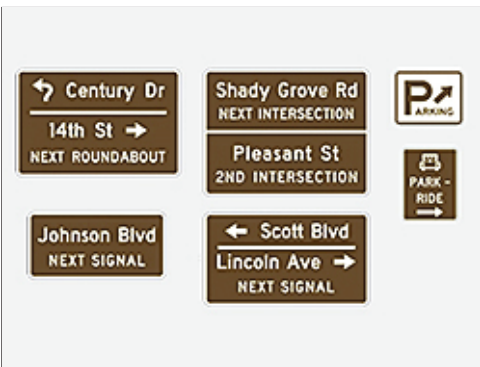 Century Dr
14th St
NEXT ROUNDABOUT
Shady Grove Rd
NEXT INTERSECTION
Pleasant St
2ND INTERSECTION
PARKING
PARK -
RIDE
Johnson Blvd
NEXT SIGNAL
Scott Blvd
Lincoln Ave
NEXT SIGNAL